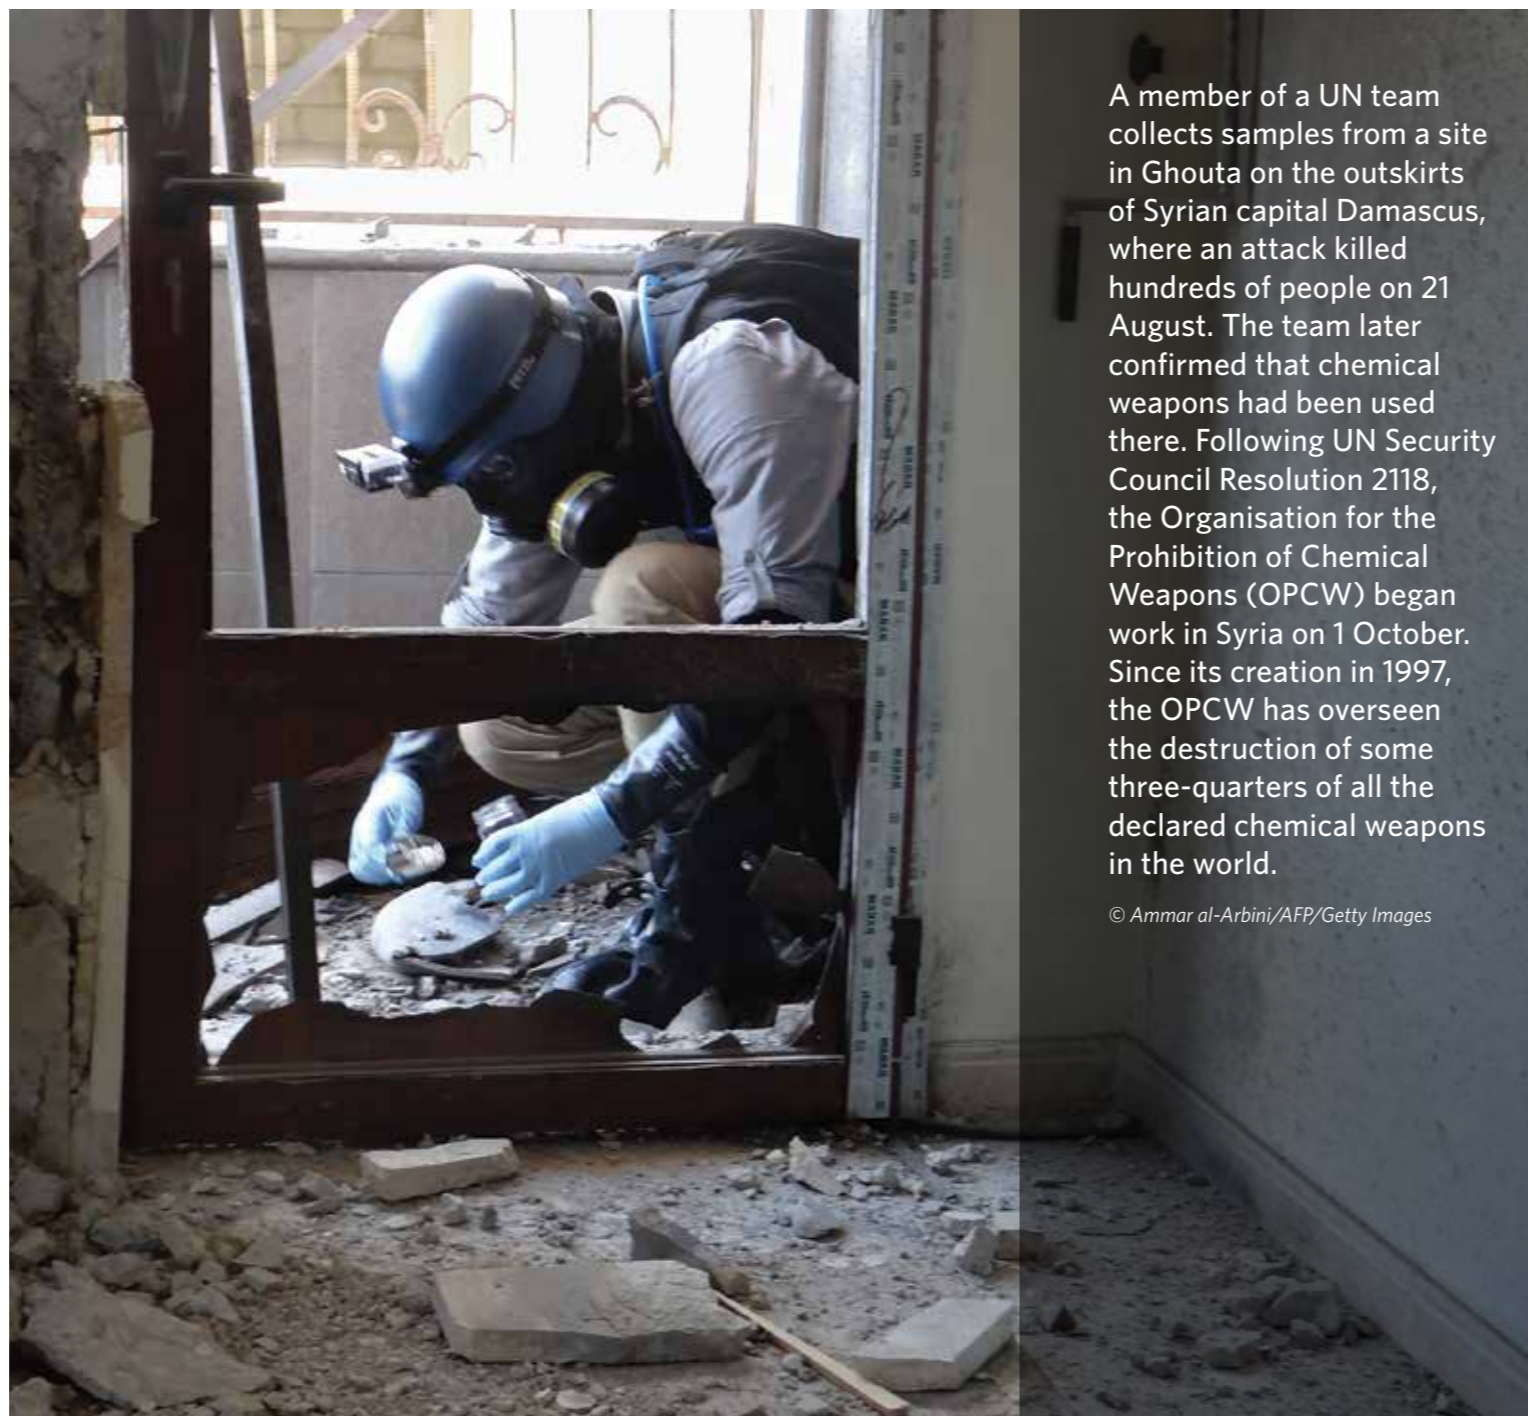 A member of a UN team
collects samples from a site
in Ghouta on the outskirts
of Syrian capital Damascus,
where an attack killed
hundreds of people on 21
August. The team later
confirmed that chemical
weapons had been used
there. Following UN Security
Council Resolution 2118,
the Organisation for the
Prohibition of Chemical
Weapons (OPCW) began
work in Syria on 1 October.
Since its creation in 1997,
the OPCW has overseen
the destruction of some
three-quarters of all the
declared chemical weapons
in the world.
© Ammar al-Arbini/AFP/Getty Images